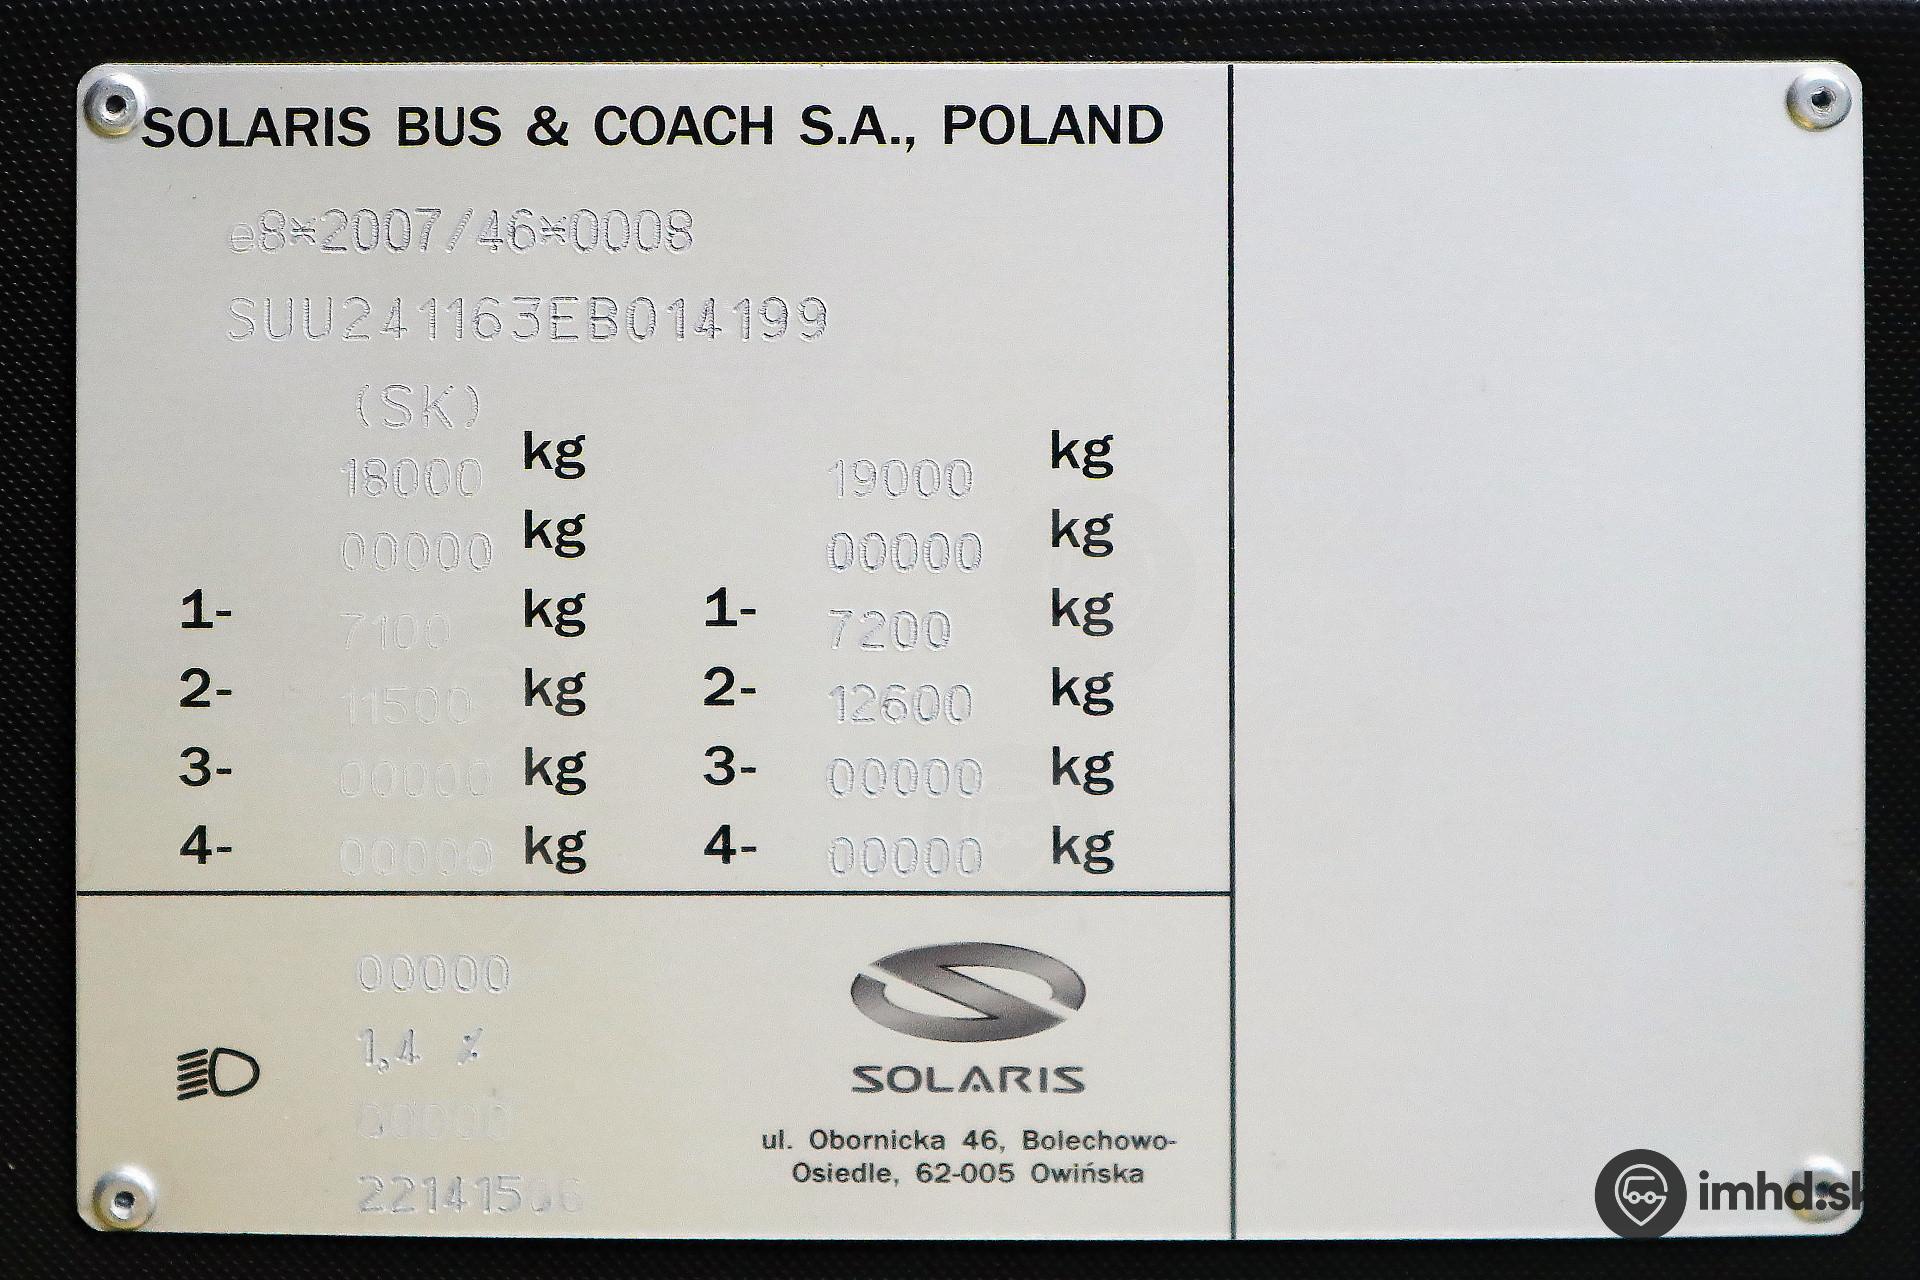 SOLARIS BUS & COACH S.A., POLAND
e8*2007/46*0008
SUU241163EB014199
(SK)
18000 kg 19000 kg
00000 kg 00000 kg
1- 7100 kg 1- 7200 kg
2- 11500 kg 2- 12600 kg
3- 00000 kg 3- 00000 kg
4- 00000 kg 4- 00000 kg
00000
1,4 %
00000
22141506
SOLARIS
ul. Obornicka 46, Bolechowo-
Osiedle, 62-005 Owińska
imhd.sk